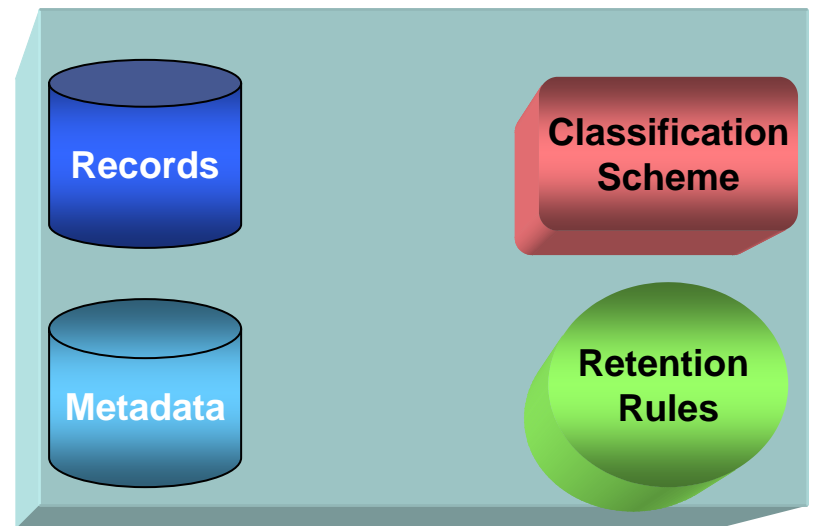 Records
Classification
Scheme
Metadata
Retention
Rules